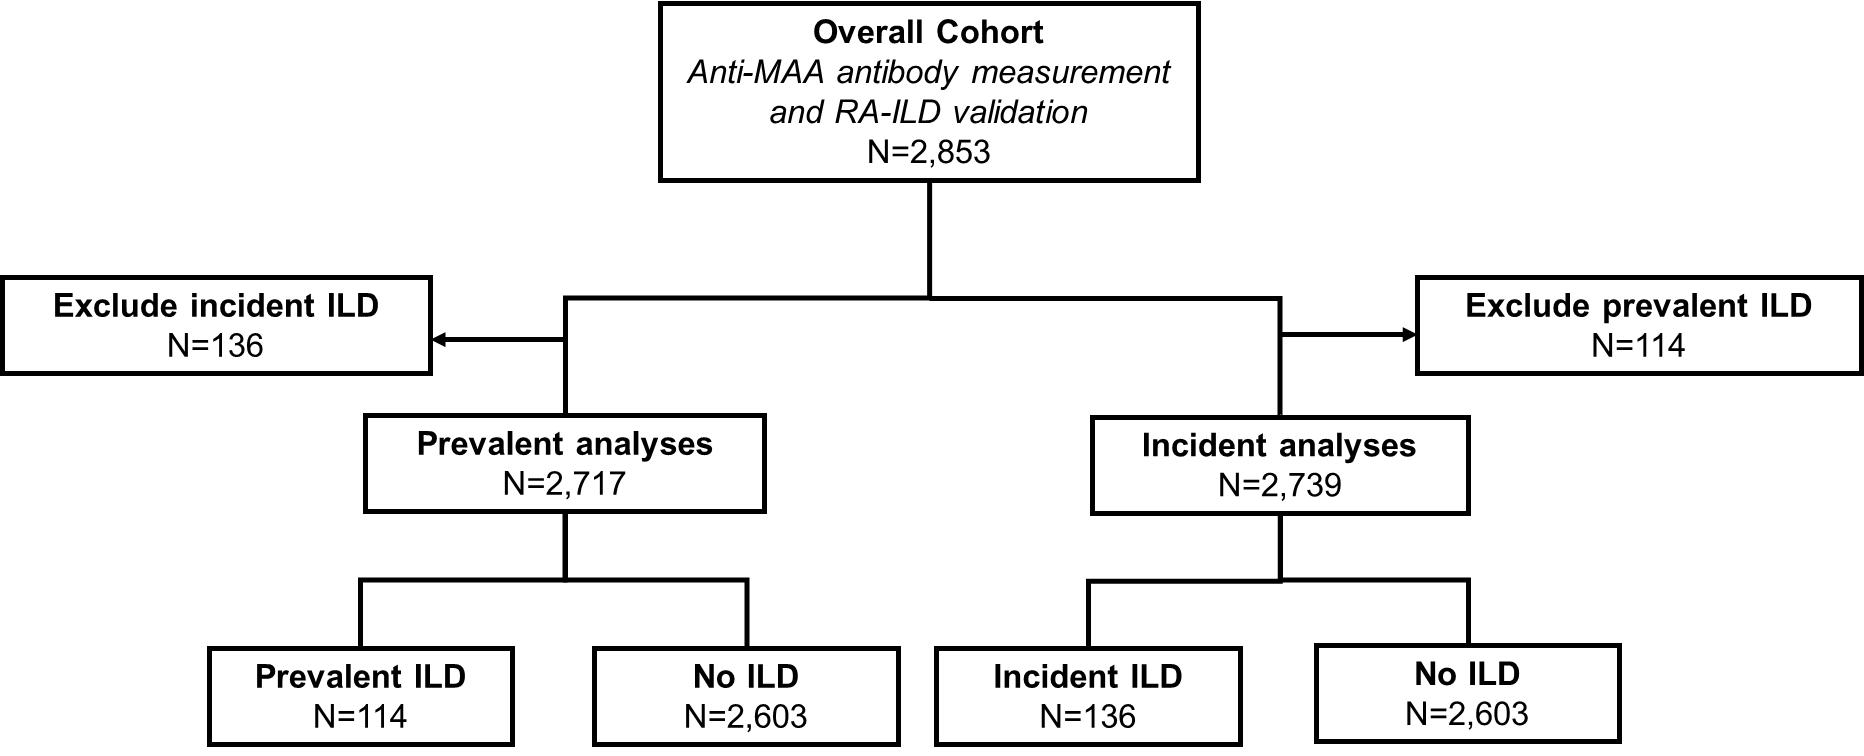 Overall Cohort
Anti-MAA antibody measurement
and RA-ILD validation
N=2,853
Exclude incident ILD
N=136
Exclude prevalent ILD
N=114
Prevalent analyses
N=2,717
Incident analyses
N=2,739
Prevalent ILD
N=114
No ILD
N=2,603
Incident ILD
N=136
No ILD
N=2,603